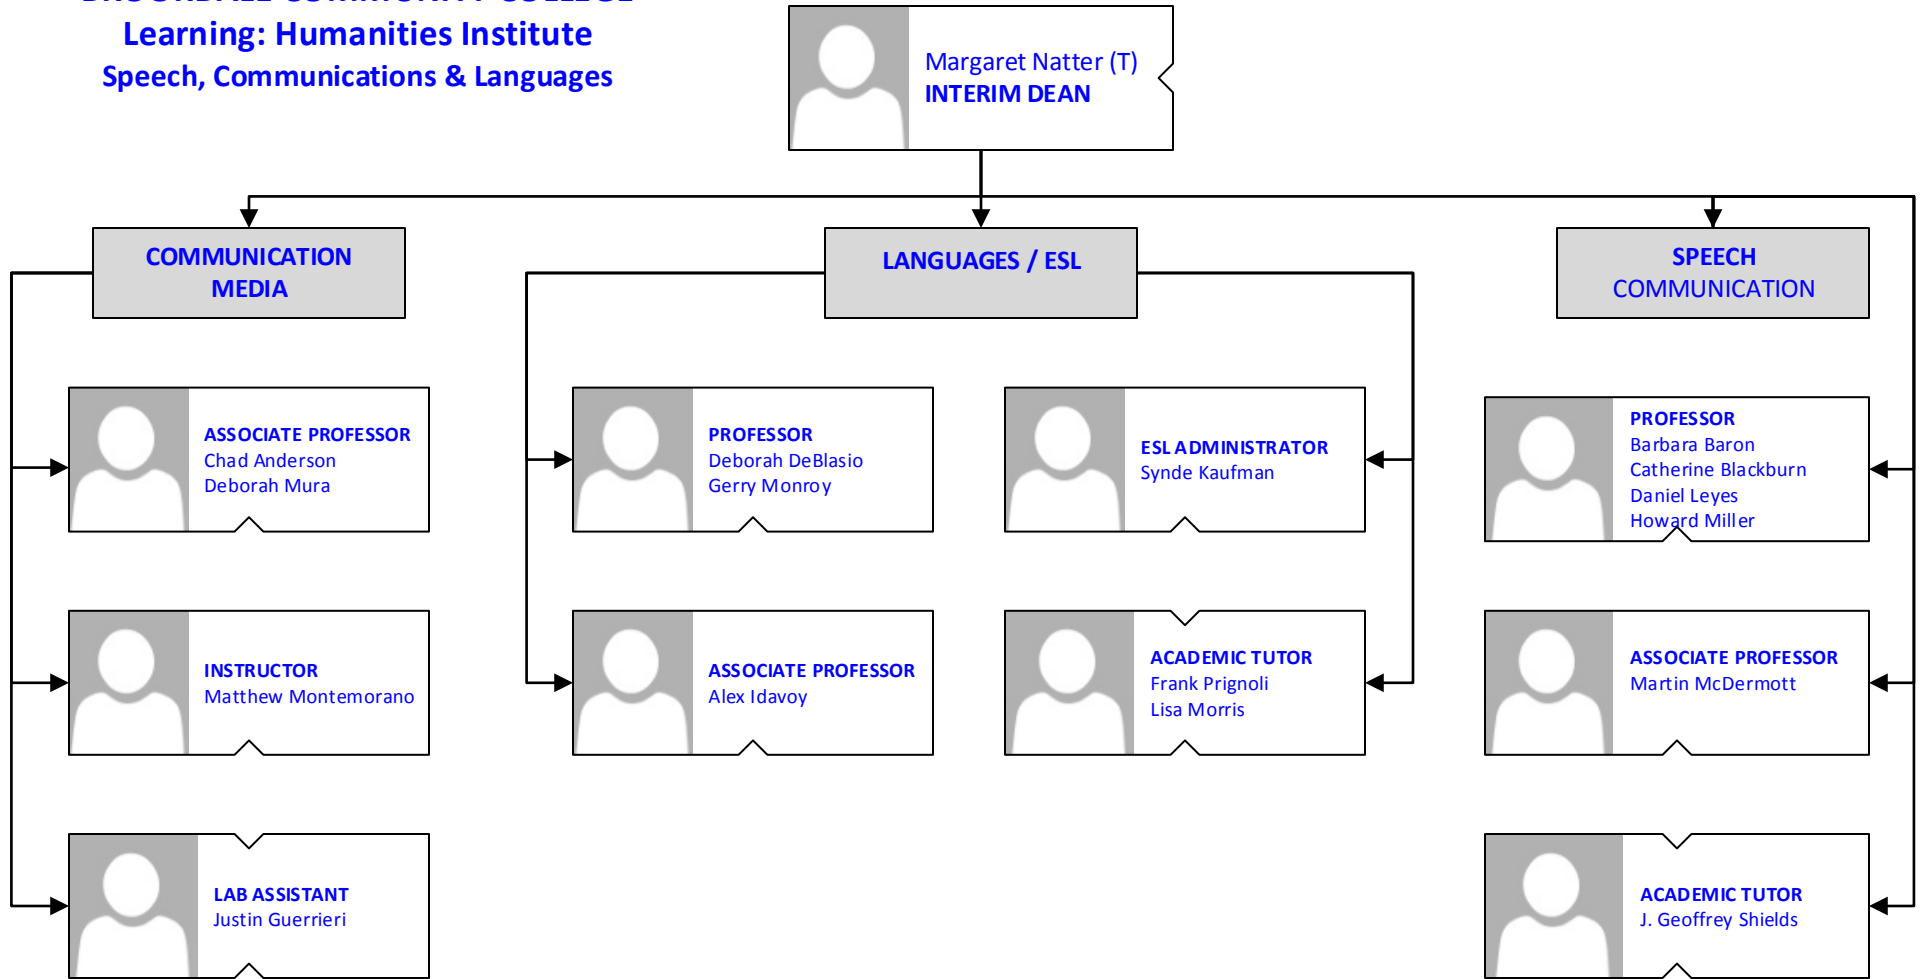 Learning: Humanities Institute
Speech, Communications & Languages
Margaret Natter (T)
INTERIM DEAN
COMMUNICATION
MEDIA
LANGUAGES / ESL
SPEECH
COMMUNICATION
ASSOCIATE PROFESSOR
Chad Anderson
Deborah Mura
PROFESSOR
Deborah DeBlasio
Gerry Monroy
ESL ADMINISTRATOR
Synde Kaufman
PROFESSOR
Barbara Baron
Catherine Blackburn
Daniel Leyes
Howard Miller
INSTRUCTOR
Matthew Montemorano
ASSOCIATE PROFESSOR
Alex Idavoy
ACADEMIC TUTOR
Frank Prignoli
Lisa Morris
ASSOCIATE PROFESSOR
Martin McDermott
LAB ASSISTANT
Justin Guerrieri
ACADEMIC TUTOR
J. Geoffrey Shields